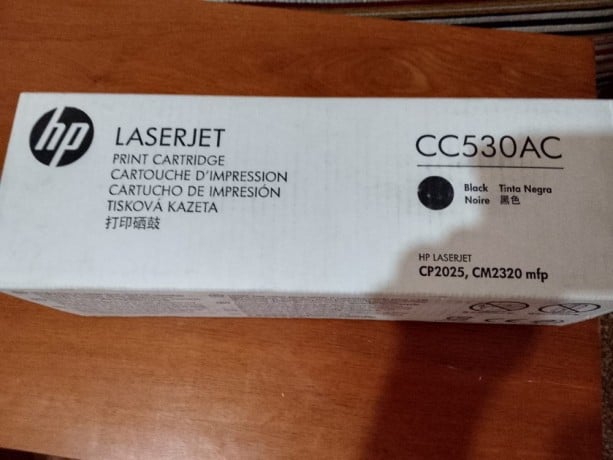 hp
LASERJET
PRINT CARTRIDGE
CARTOUCHE D'IMPRESSION
CARTUCHO DE IMPRESIÓN
TISKOVÁ KAZETA
打印硒鼓
CC530AC
Black Tinta Negra
Noire 黑色
HP LASERJET
CP2025, CM2320 mfp